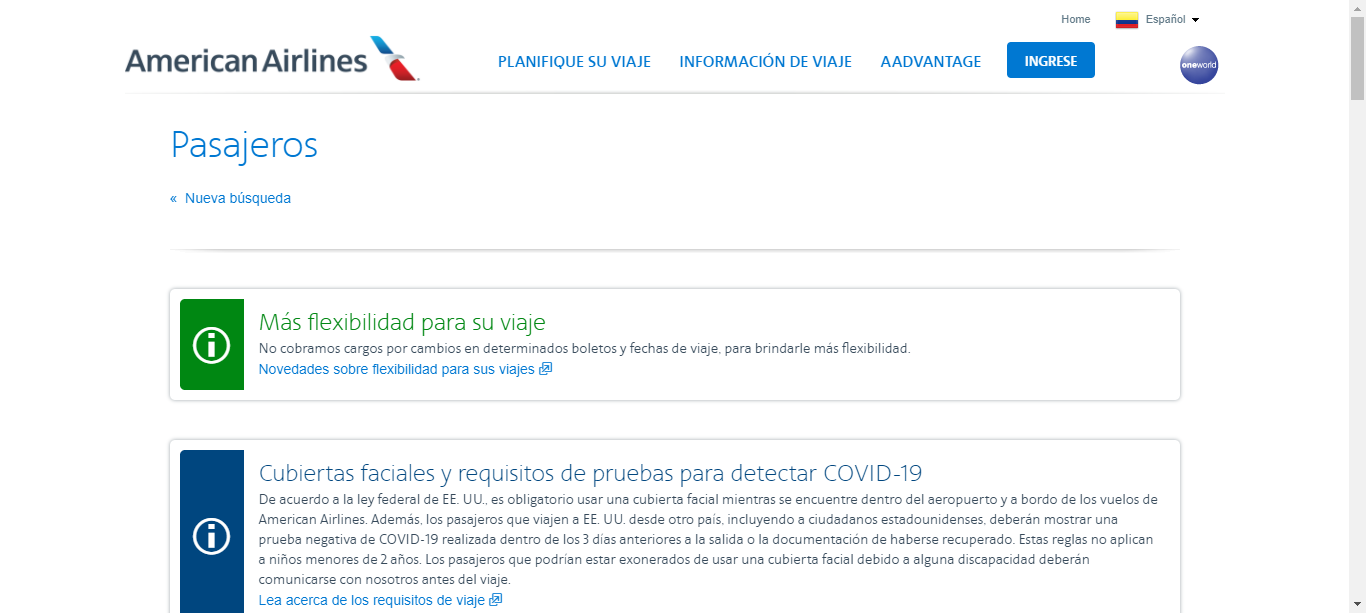 Home
Español
American Airlines
PLANIFIQUE SU VIAJE
INFORMACIÓN DE VIAJE
AADVANTAGE
INGRESE
oneworld
Pasajeros
« Nueva búsqueda
Más flexibilidad para su viaje
No cobramos cargos por cambios en determinados boletos y fechas de viaje, para brindarle más flexibilidad.
Novedades sobre flexibilidad para sus viajes
Cubiertas faciales y requisitos de pruebas para detectar COVID-19
De acuerdo a la ley federal de EE. UU., es obligatorio usar una cubierta facial mientras se encuentre dentro del aeropuerto y a bordo de los vuelos de
American Airlines. Además, los pasajeros que viajen a EE. UU. desde otro país, incluyendo a ciudadanos estadounidenses, deberán mostrar una
prueba negativa de COVID-19 realizada dentro de los 3 días anteriores a la salida o la documentación de haberse recuperado. Estas reglas no aplican
a niños menores de 2 años. Los pasajeros que podrían estar exonerados de usar una cubierta facial debido a alguna discapacidad deberán
comunicarse con nosotros antes del viaje.
Lea acerca de los requisitos de viaje